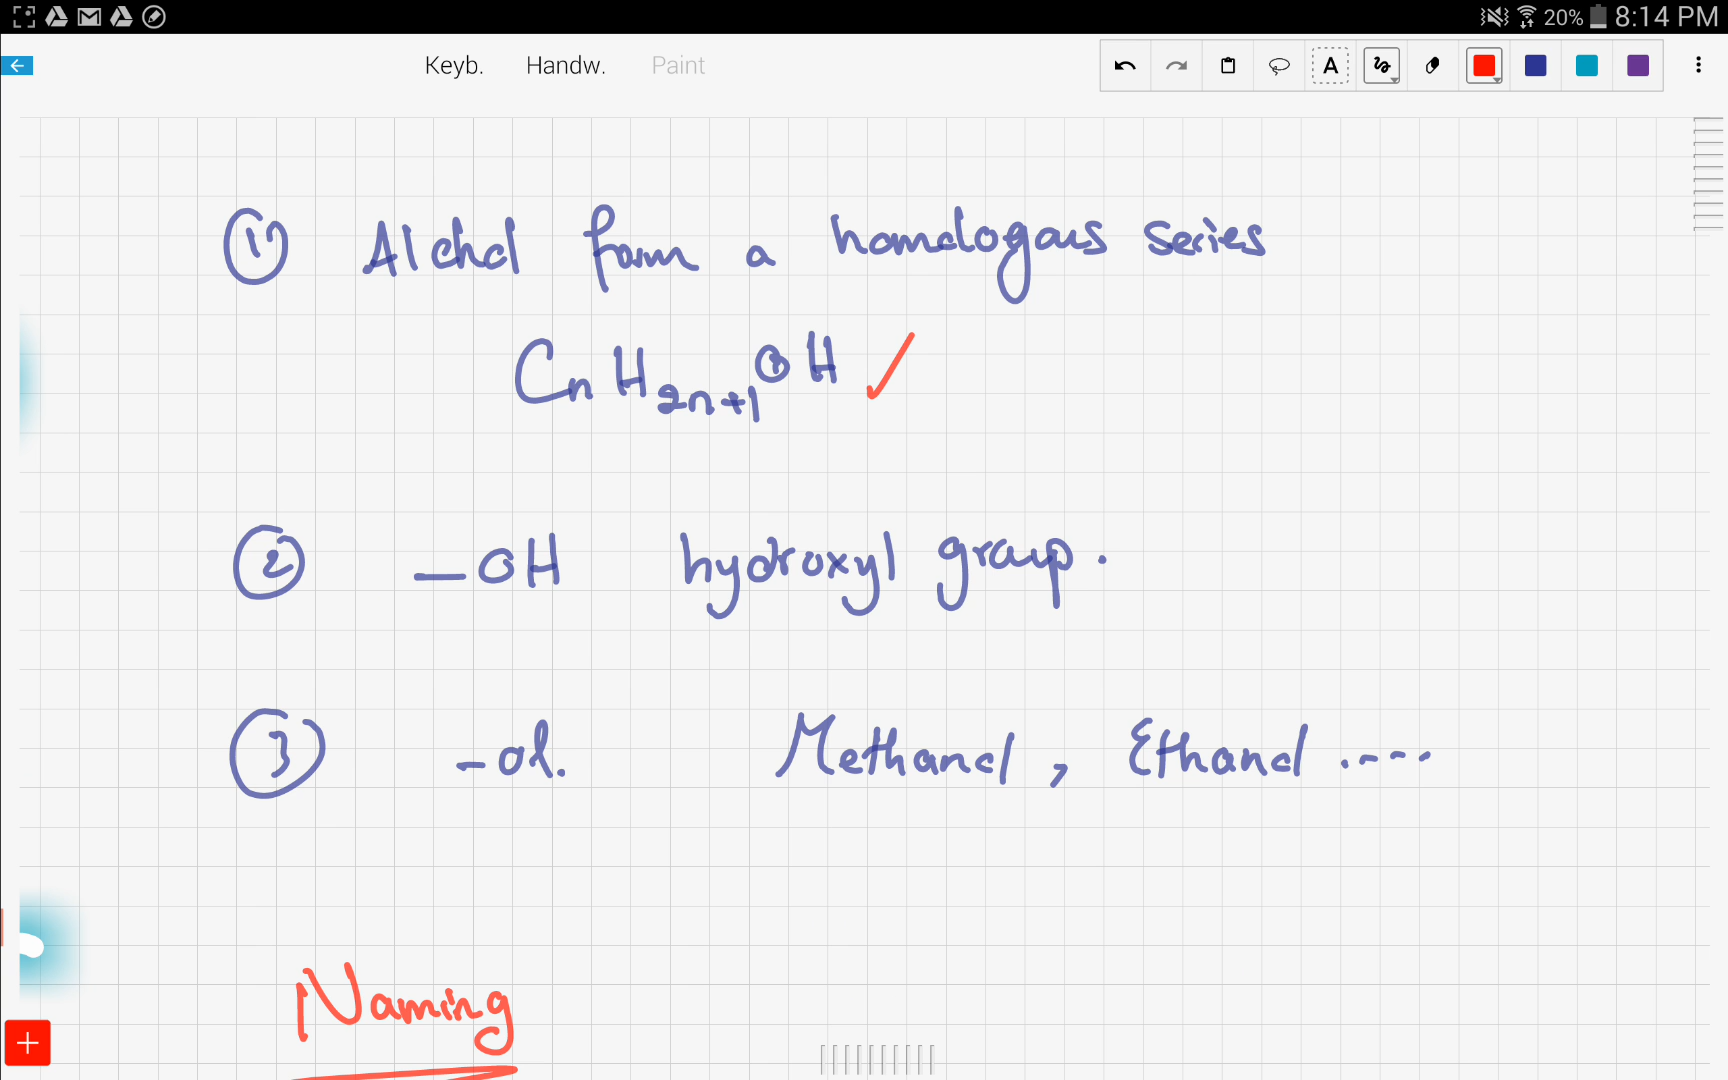 20% 8:14 PM
Keyb. Handw. Paint
A
① Alchol form a homologous series
CnH2n+1OH ✓
② -OH hydroxyl group.
③ -ol. Methanol, Ethanol .----
Naming